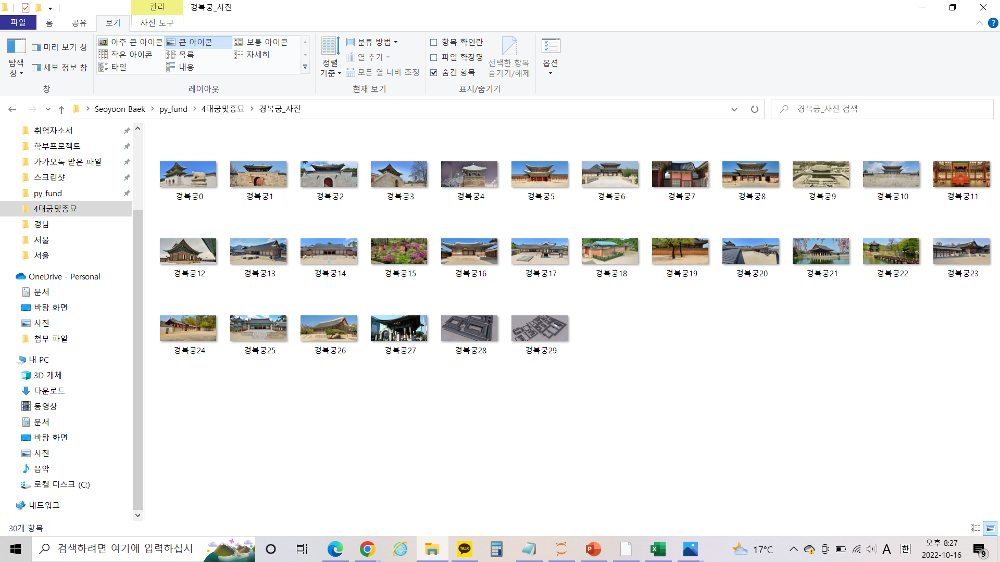 관리
경복궁_사진
파일
홈
공유
보기
사진 도구
탐색
창
미리 보기 창
세부 정보 창
창
아주 큰 아이콘
큰 아이콘
보통 아이콘
작은 아이콘
목록
자세히
타일
내용
레이아웃
정렬
기준
분류 방법
열 추가
모든 열 너비 조정
현재 보기
항목 확인란
파일 확장명
숨긴 항목
선택한 항목
숨기기/해제
표시/숨기기
옵션
Seoyoon Baek
py_fund
4대궁및종묘
경복궁_사진
경복궁_사진 검색
취업자소서
학부프로젝트
카카오톡 받은 파일
스크린샷
py_fund
4대궁및종묘
경남
서울
서울
OneDrive - Personal
문서
바탕 화면
사진
첨부 파일
내 PC
3D 개체
다운로드
동영상
문서
바탕 화면
사진
음악
로컬 디스크 (C:)
네트워크
경복궁0
경복궁1
경복궁2
경복궁3
경복궁4
경복궁5
경복궁6
경복궁7
경복궁8
경복궁9
경복궁10
경복궁11
경복궁12
경복궁13
경복궁14
경복궁15
경복궁16
경복궁17
경복궁18
경복궁19
경복궁20
경복궁21
경복궁22
경복궁23
경복궁24
경복궁25
경복궁26
경복궁27
경복궁28
경복궁29
30개 항목
검색하려면 여기에 입력하십시
TALK
17°C
A
한
오후 8:27
2022-10-16
9